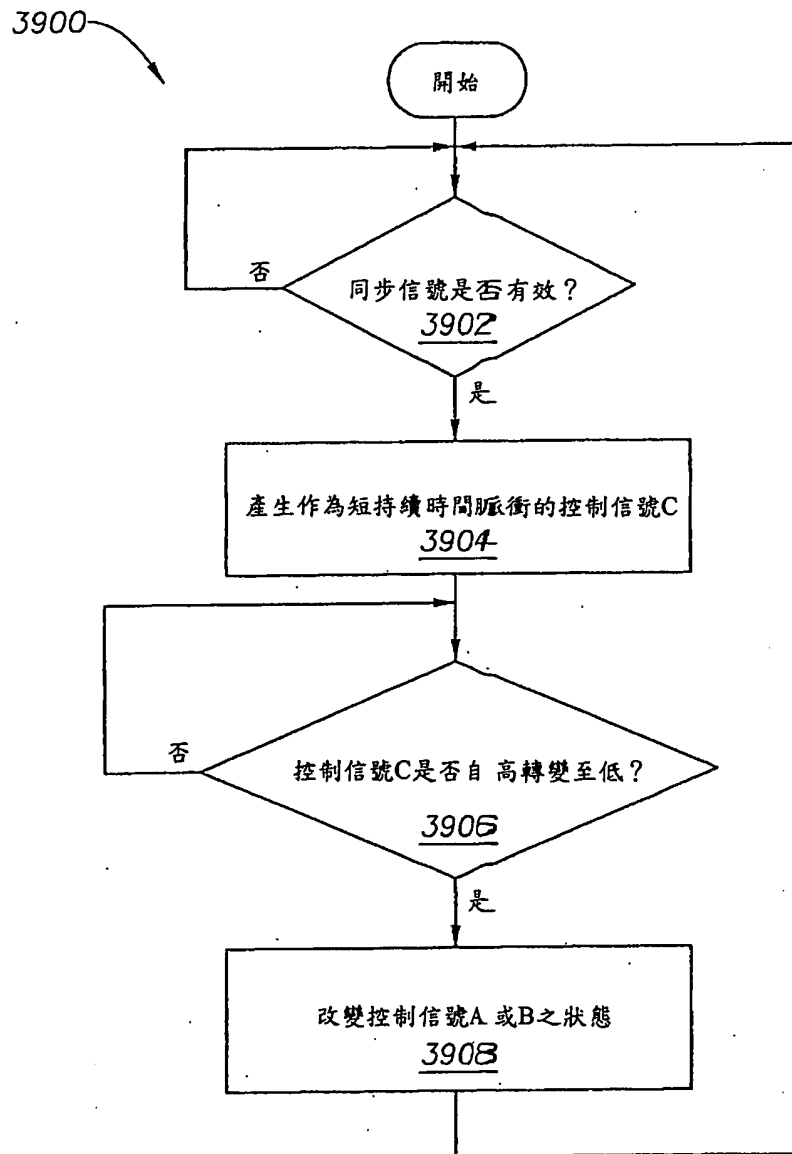 3900
開始
否
同步信號是否有效？
3902
是
產生作為短持續時間脈衝的控制信號C
3904
否
控制信號C是否自 高轉變至低？
3906
是
改變控制信號A 或B之狀態
3908